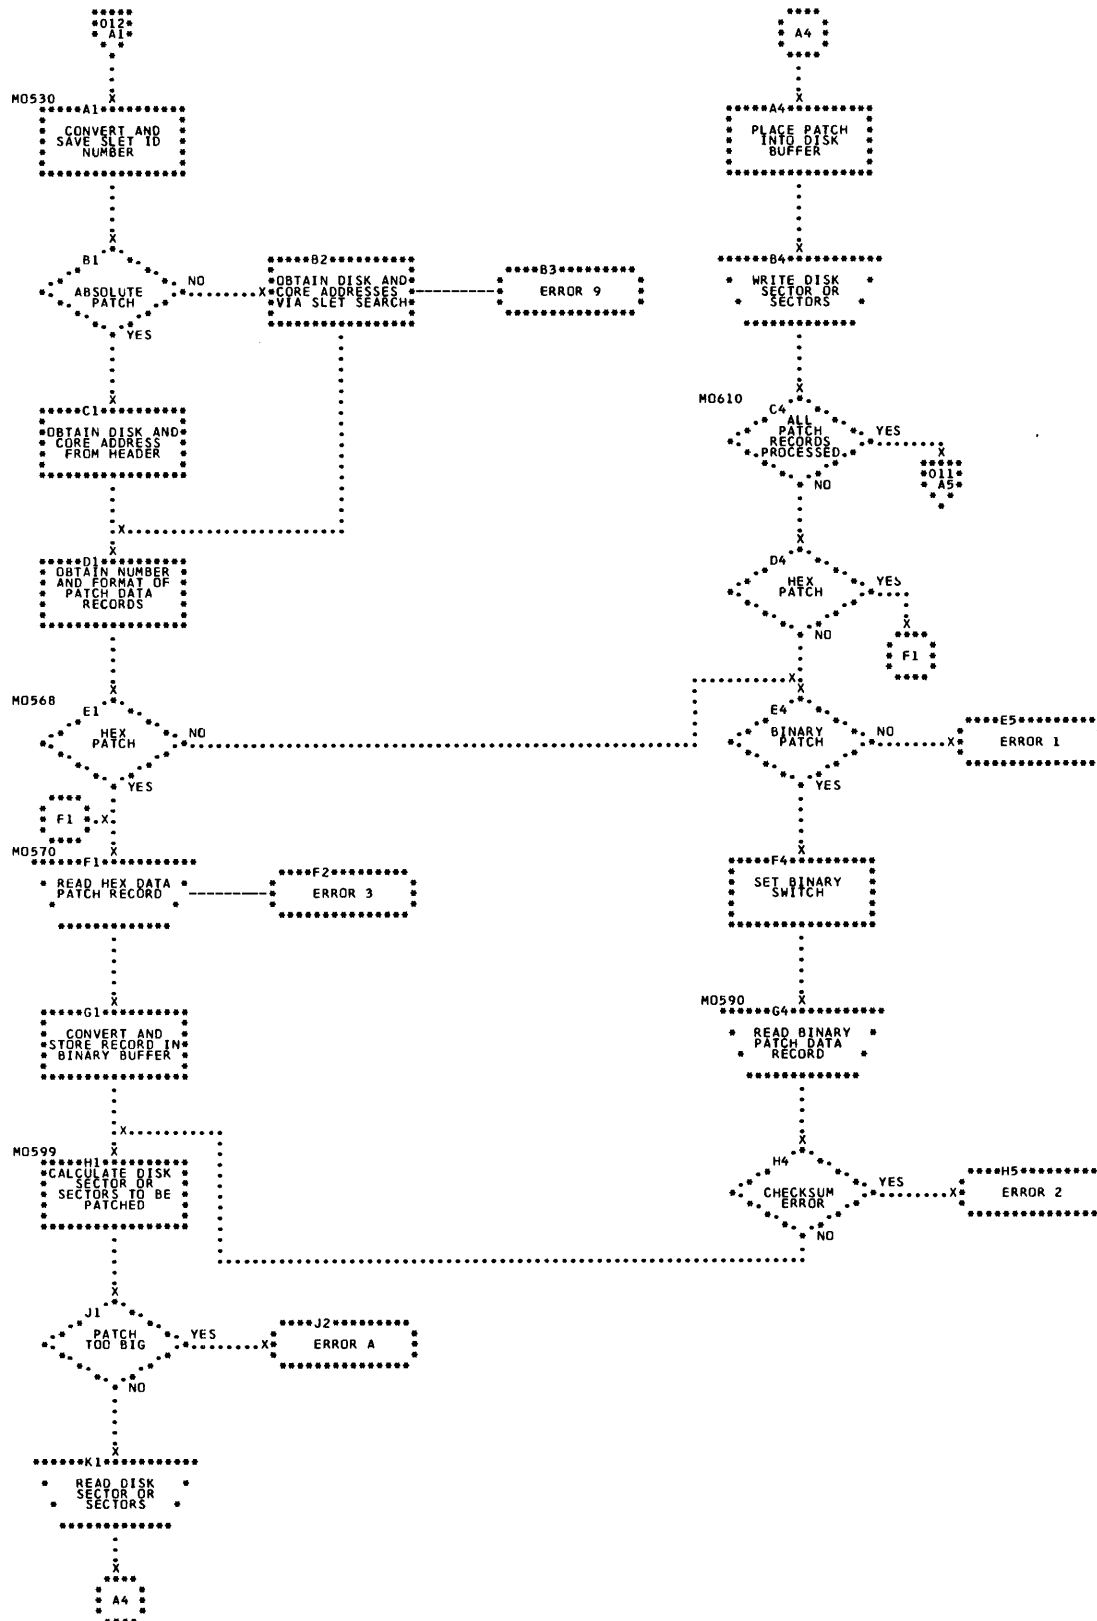 012
A1
M0530
A1
CONVERT AND
SAVE SLET ID
NUMBER
B1
ABSOLUTE
PATCH
NO
YES
B2
OBTAIN DISK AND
CORE ADDRESSES
VIA SLET SEARCH
B3
ERROR 9
C1
OBTAIN DISK AND
CORE ADDRESS
FROM HEADER
D1
OBTAIN NUMBER
AND FORMAT OF
PATCH DATA
RECORDS
M0568
E1
HEX
PATCH
NO
YES
F1
M0570
F1
READ HEX DATA
PATCH RECORD
F2
ERROR 3
G1
CONVERT AND
STORE RECORD IN
BINARY BUFFER
M0599
H1
CALCULATE DISK
SECTOR OR
SECTORS TO BE
PATCHED
J1
PATCH
TOO BIG
YES
NO
J2
ERROR A
K1
READ DISK
SECTOR OR
SECTORS
A4
A4
A4
PLACE PATCH
INTO DISK
BUFFER
B4
WRITE DISK
SECTOR OR
SECTORS
M0610
C4
ALL
PATCH
RECORDS
PROCESSED
YES
NO
011
A5
D4
HEX
PATCH
YES
NO
F1
E4
BINARY
PATCH
NO
YES
E5
ERROR 1
F4
SET BINARY
SWITCH
M0590
G4
READ BINARY
PATCH DATA
RECORD
H4
CHECKSUM
ERROR
YES
NO
H5
ERROR 2